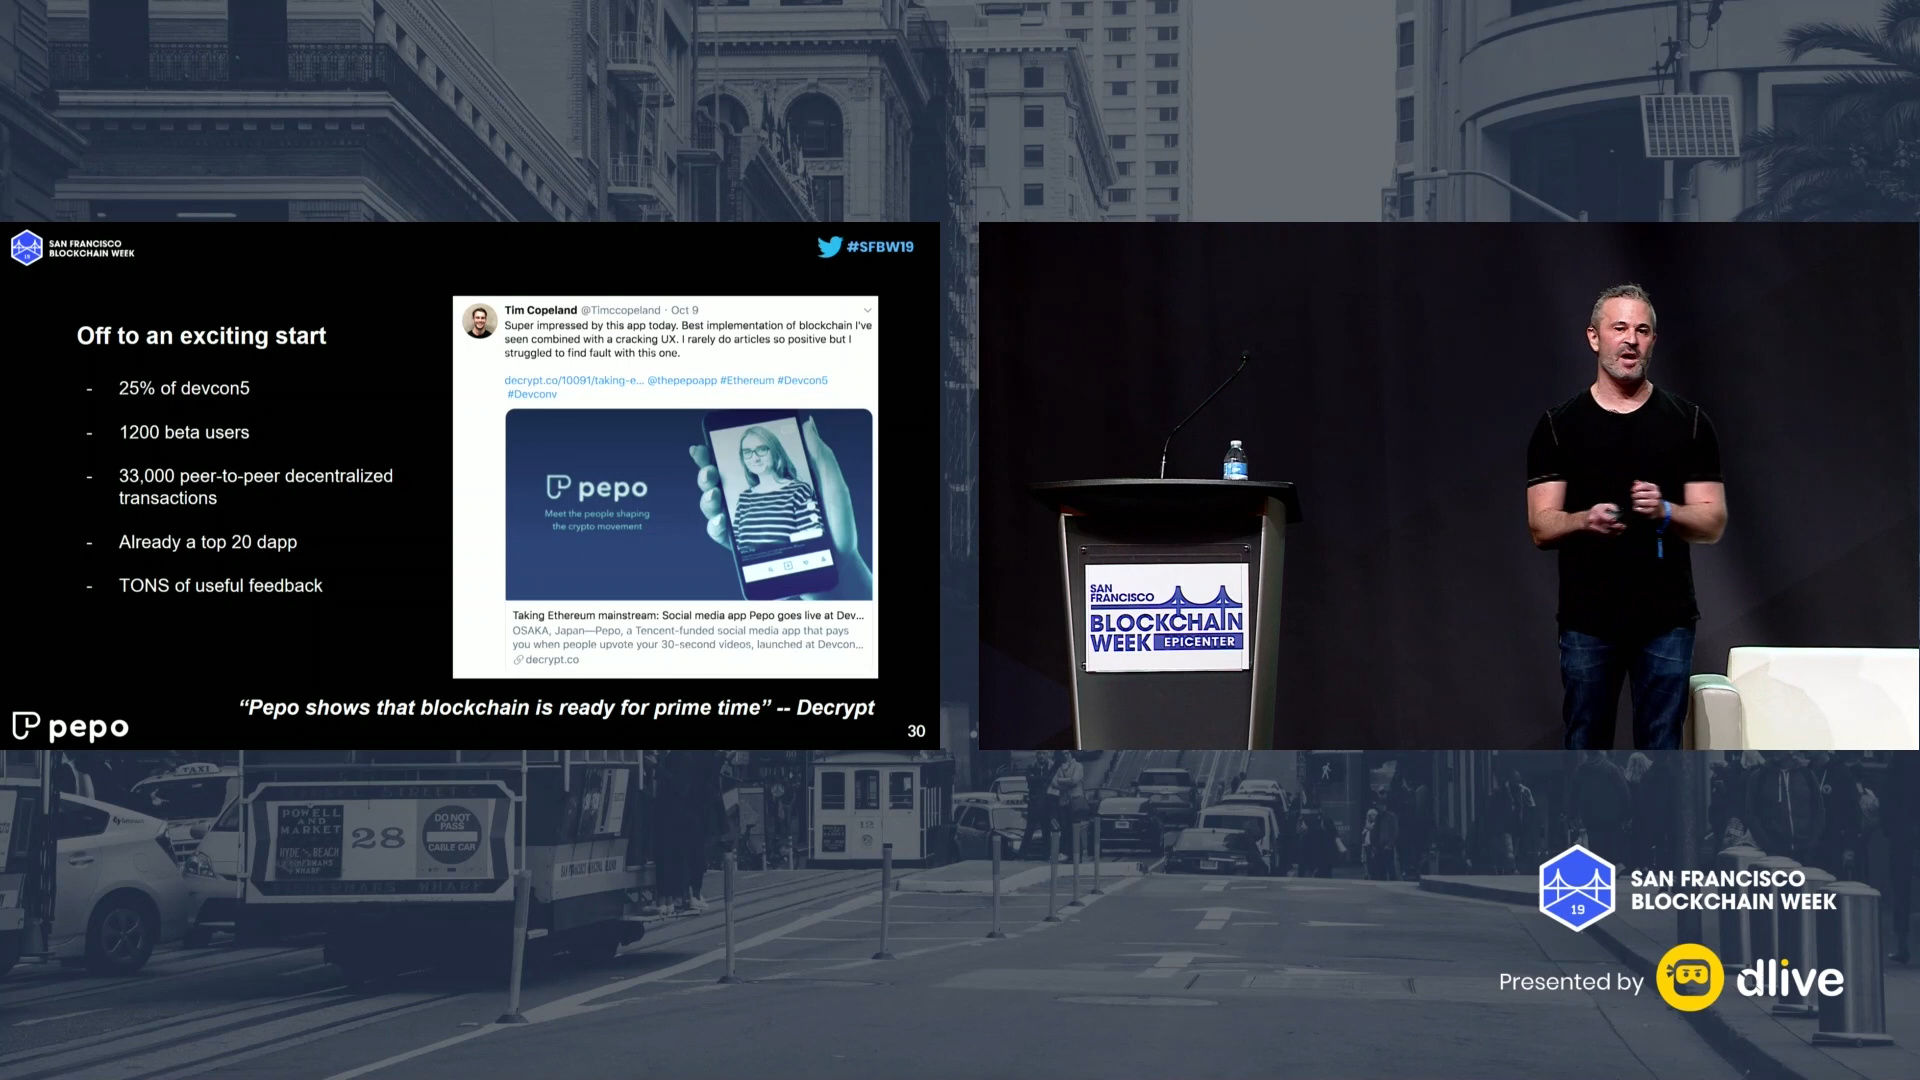 SAN FRANCISCO
BLOCKCHAIN WEEK
19
#SFBW19
Off to an exciting start
- 25% of devcon5
- 1200 beta users
- 33,000 peer-to-peer decentralized
transactions
- Already a top 20 dapp
- TONS of useful feedback
Tim Copeland @Timccopeland · Oct 9
Super impressed by this app today. Best implementation of blockchain I've
seen combined with a cracking UX. I rarely do articles so positive but I
struggled to find fault with this one.
decrypt.co/10091/taking-e... @thepepoapp #Ethereum #Devcon5
#Devconv
pepo
Meet the people shaping
the crypto movement
Taking Ethereum mainstream: Social media app Pepo goes live at Dev...
OSAKA, Japan—Pepo, a Tencent-funded social media app that pays
you when people upvote your 30-second videos, launched at Devcon...
decrypt.co
“Pepo shows that blockchain is ready for prime time” -- Decrypt
pepo
30
SAN
FRANCISCO
BLOCKCHAIN
WEEK EPICENTER
TAXI
POWELL
AND
MARKET
HYDE BEACH
28
DO NOT
PASS
CABLE CAR
SAN FRANCISCO
BLOCKCHAIN WEEK
19
Presented by
dlive